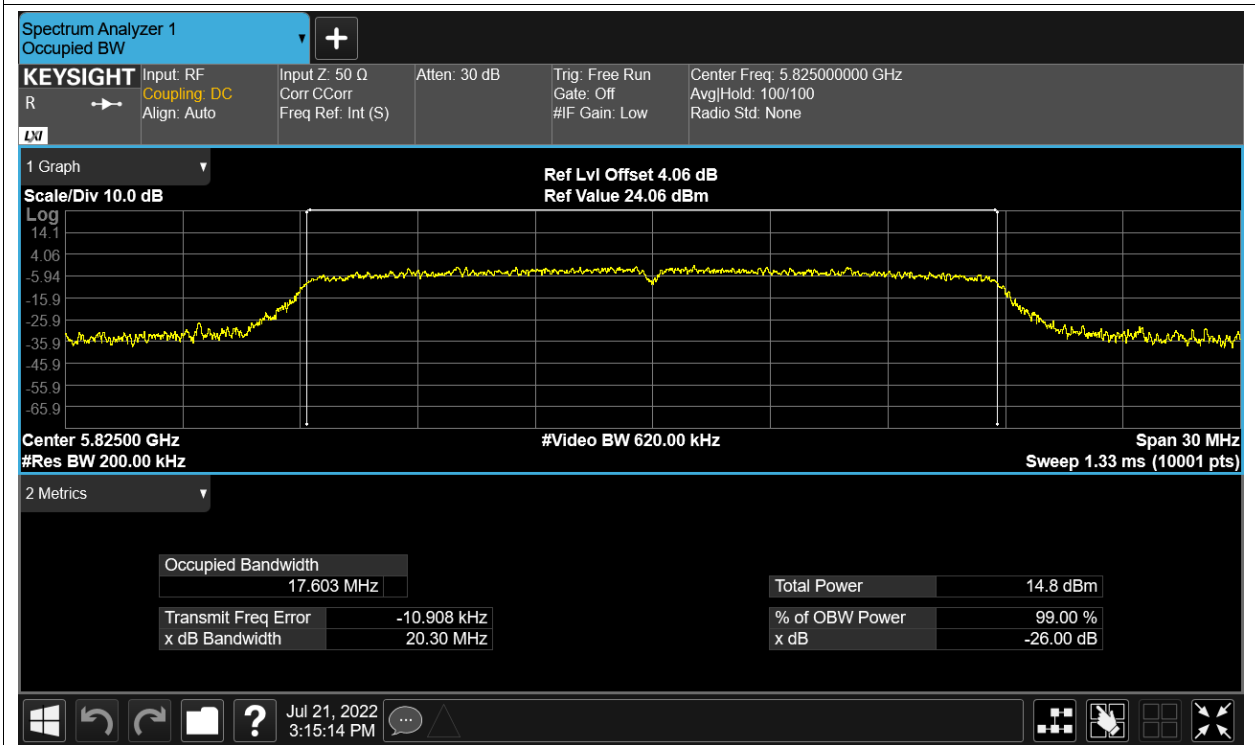 Spectrum Analyzer 1
Occupied BW
KEYSIGHT
R
LXI
Input: RF
Coupling: DC
Align: Auto
Input Z: 50 Ω
Corr CCorr
Freq Ref: Int (S)
Atten: 30 dB
Trig: Free Run
Gate: Off
#IF Gain: Low
Center Freq: 5.825000000 GHz
Avg|Hold: 100/100
Radio Std: None
1 Graph
Scale/Div 10.0 dB
Ref Lvl Offset 4.06 dB
Ref Value 24.06 dBm
Log
14.1
4.06
-5.94
-15.9
-25.9
-35.9
-45.9
-55.9
-65.9
Center 5.82500 GHz
#Video BW 620.00 kHz
Span 30 MHz
#Res BW 200.00 kHz
Sweep 1.33 ms (10001 pts)
2 Metrics
Occupied Bandwidth
17.603 MHz
Total Power 14.8 dBm
Transmit Freq Error -10.908 kHz
% of OBW Power 99.00 %
x dB Bandwidth 20.30 MHz
x dB -26.00 dB
?
Jul 21, 2022
3:15:14 PM